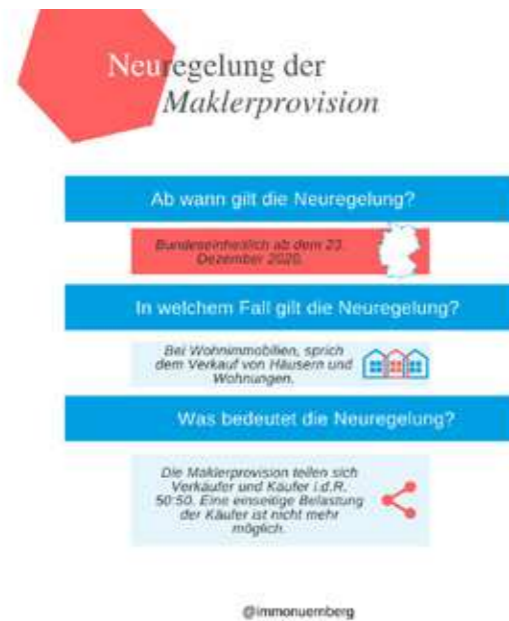 Neuregelung der
Maklerprovision
Ab wann gilt die Neuregelung?
Bundeseinheitlich ab dem 23.
Dezember 2020.
In welchem Fall gilt die Neuregelung?
Bei Wohnimmobilien, sprich
dem Verkauf von Häusern und
Wohnungen.
Was bedeutet die Neuregelung?
Die Maklerprovision teilen sich
Verkäufer und Käufer i.d.R.
50:50. Eine einseitige Belastung
der Käufer ist nicht mehr
möglich.
@immonuernberg